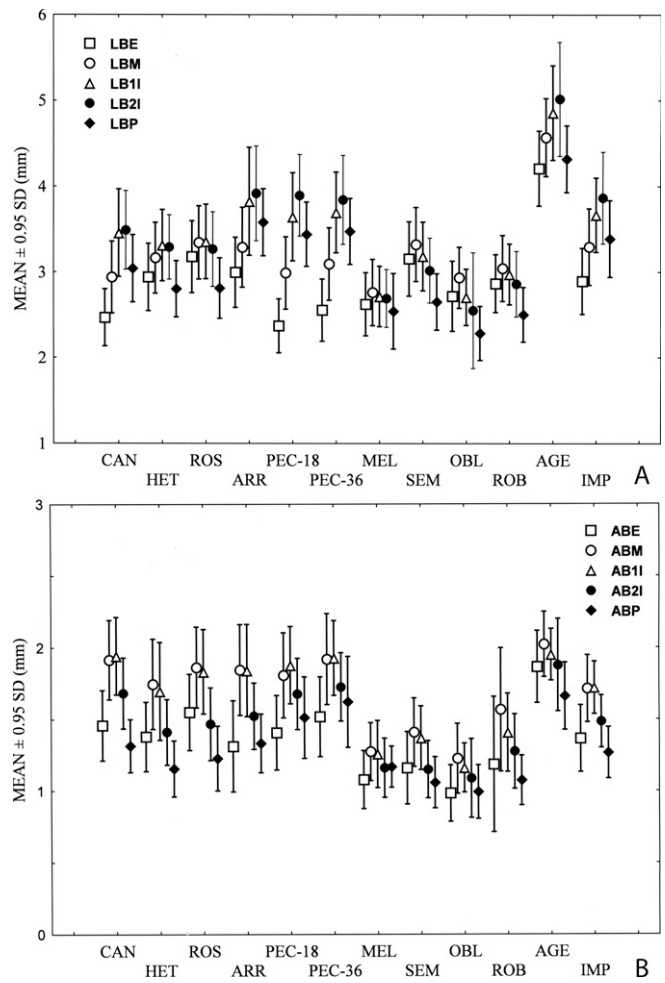 6
5
4
3
2
1
MEAN ± 0.95 SD (mm)
LBE
LBM
LB1I
LB2I
LBP
CAN ROS PEC-18 MEL OBL AGE
HET ARR PEC-36 SEM ROB IMP
A
3
2
1
0
MEAN ± 0.95 SD (mm)
ABE
ABM
AB1I
AB2I
ABP
CAN ROS PEC-18 MEL OBL AGE
HET ARR PEC-36 SEM ROB IMP
B